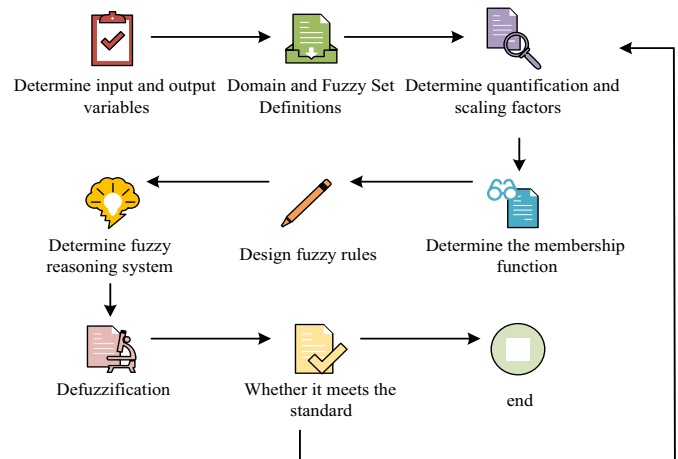 Determine input and output
variables
Domain and Fuzzy Set
Definitions
Determine quantification and
scaling factors
Determine fuzzy
reasoning system
Design fuzzy rules
Determine the membership
function
Defuzzification
Whether it meets the
standard
end